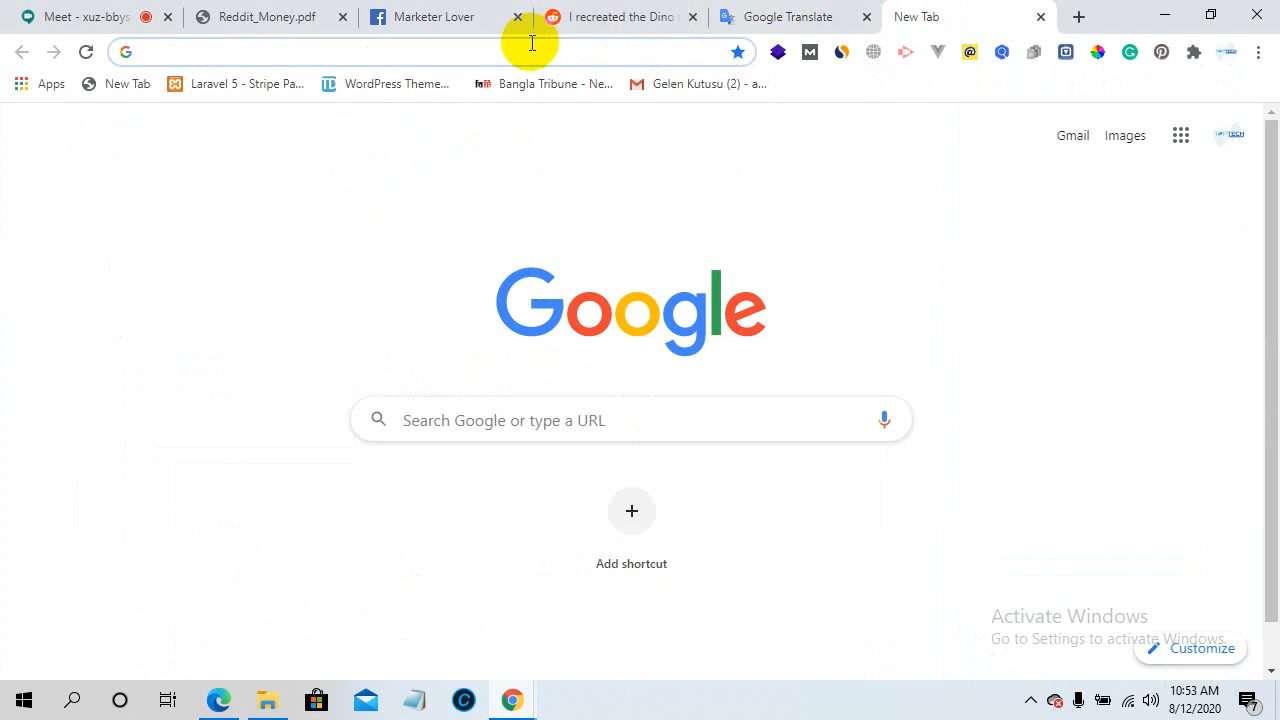 Meet - xuz-bbys
Reddit_Money.pdf
Marketer Lover
I recreated the Dino
Google Translate
New Tab
Apps
New Tab
Laravel 5 - Stripe Pa...
WordPress Theme...
Bangla Tribune - Ne...
Gelen Kutusu (2) - a...
Gmail
Images
Google
Search Google or type a URL
Add shortcut
Activate Windows
Go to Settings to activate Windows.
Customize
10:53 AM
8/12/2020
7